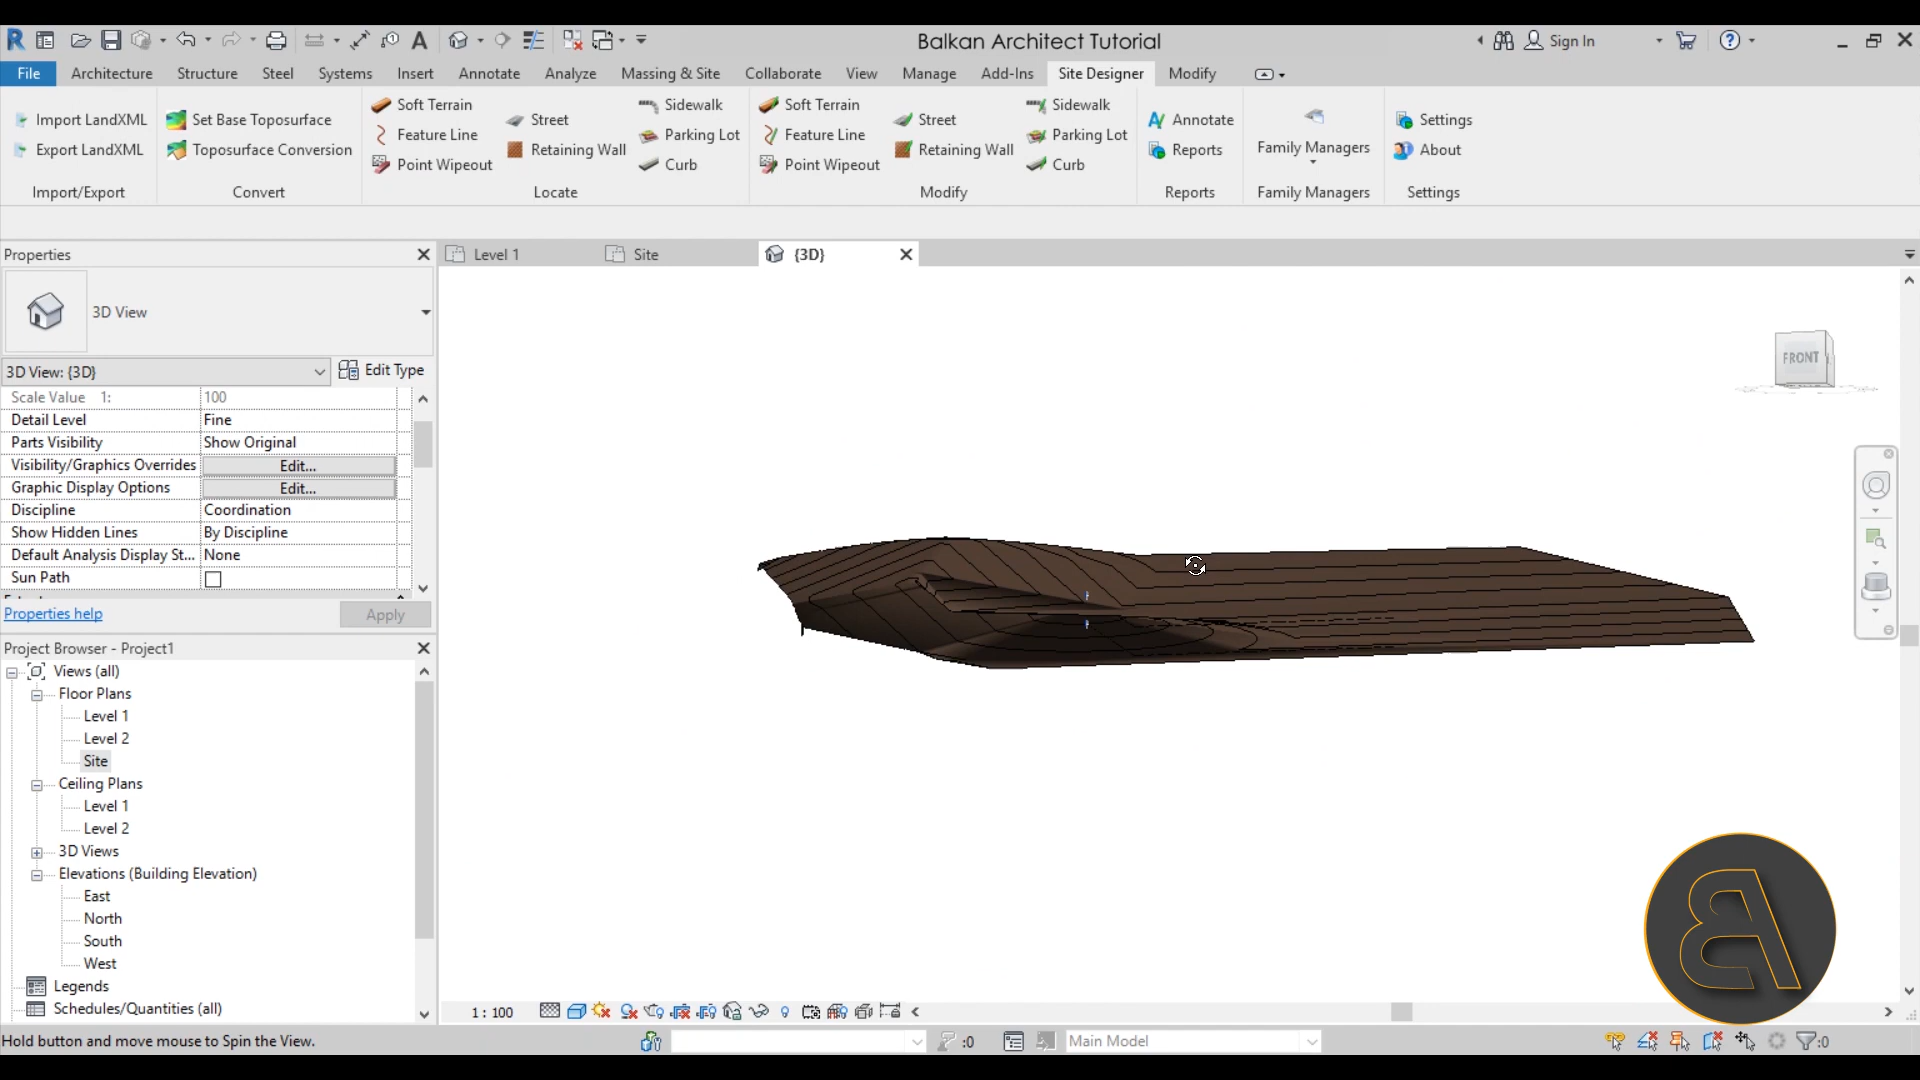 Balkan Architect Tutorial
Sign In
File Architecture Structure Steel Systems Insert Annotate Analyze Massing & Site Collaborate View Manage Add-Ins Site Designer Modify
Import LandXML
Export LandXML
Import/Export
Set Base Toposurface
Toposurface Conversion
Convert
Soft Terrain
Feature Line
Point Wipeout
Street
Retaining Wall
Sidewalk
Parking Lot
Curb
Locate
Soft Terrain
Feature Line
Point Wipeout
Street
Retaining Wall
Sidewalk
Parking Lot
Curb
Modify
Annotate
Reports
Reports
Family Managers
Family Managers
Settings
About
Settings
Properties
Level 1
Site
{3D}
3D View
3D View: {3D}
Edit Type
Scale Value 1: 100
Detail Level Fine
Parts Visibility Show Original
Visibility/Graphics Overrides Edit...
Graphic Display Options Edit...
Discipline Coordination
Show Hidden Lines By Discipline
Default Analysis Display St... None
Sun Path
Properties help
Apply
Project Browser - Project1
Views (all)
Floor Plans
Level 1
Level 2
Site
Ceiling Plans
Level 1
Level 2
3D Views
Elevations (Building Elevation)
East
North
South
West
Legends
Schedules/Quantities (all)
FRONT
1 : 100
Hold button and move mouse to Spin the View.
:0
Main Model
:0